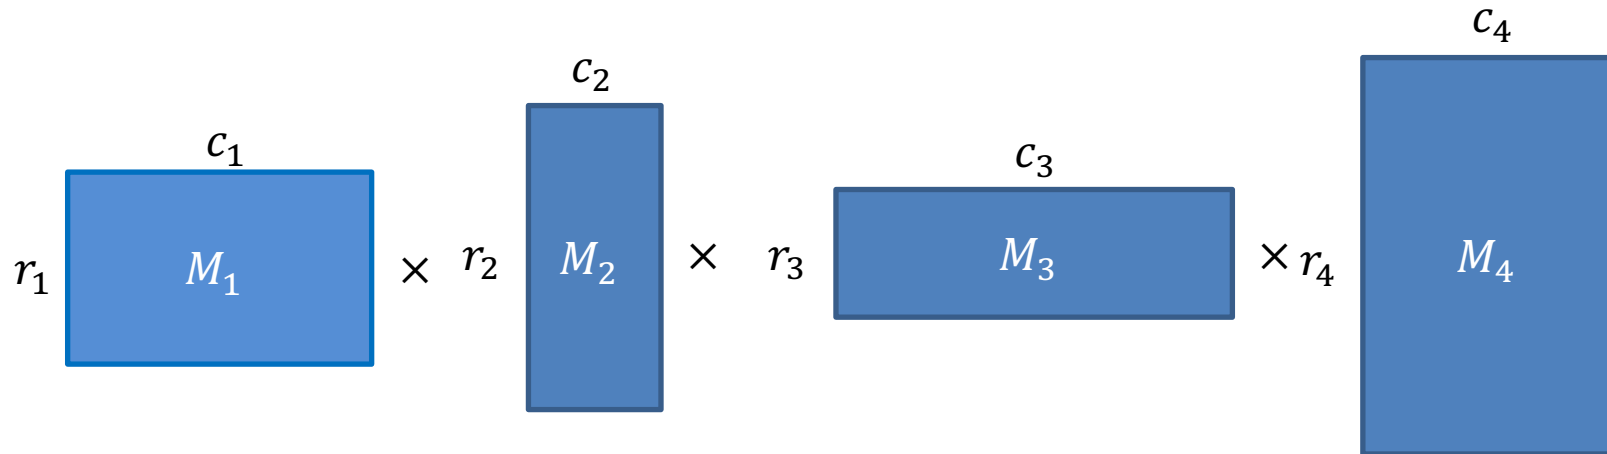 c₁
r₁ M₁ ×
c₂
r₂ M₂ ×
c₃
r₃ M₃ ×
c₄
r₄ M₄